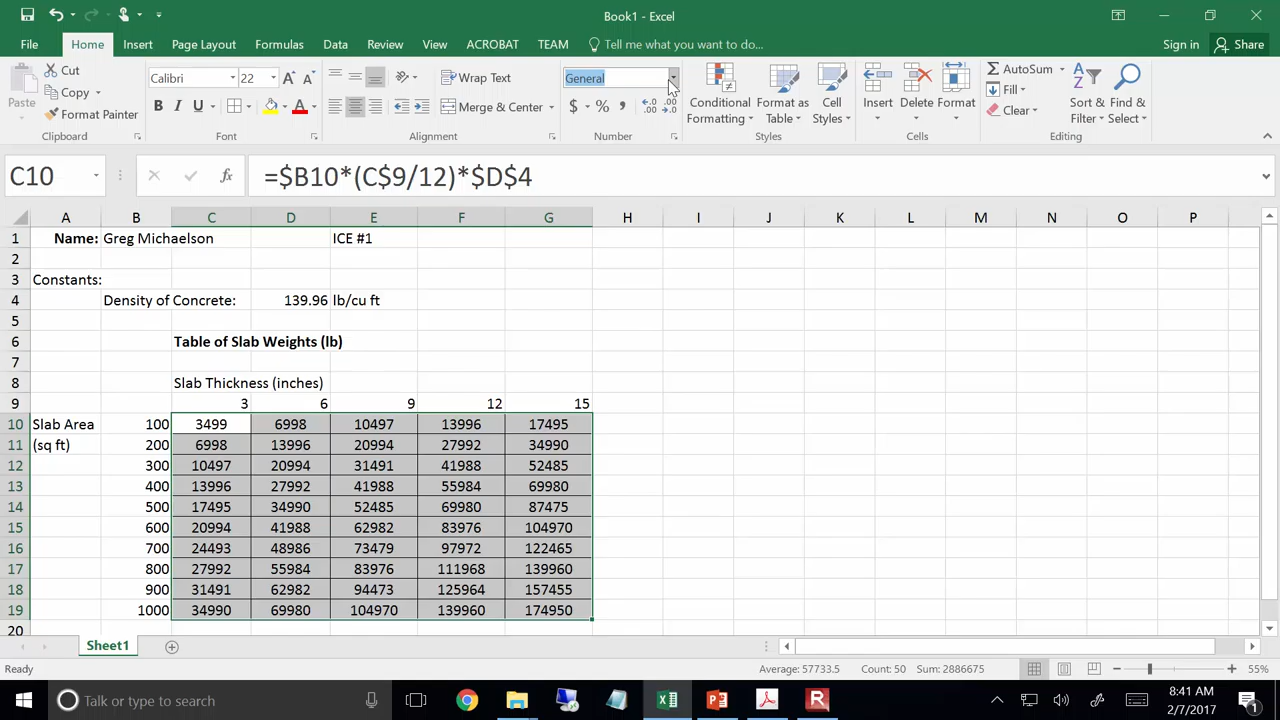 Book1 - Excel
File Home Insert Page Layout Formulas Data Review View ACROBAT TEAM Tell me what you want to do... Sign in Share
Paste
Cut
Copy
Format Painter
Clipboard
Calibri 22
B I U
Font
Wrap Text
Merge & Center
Alignment
General
$ % ,
Number
Conditional Formatting
Format as Table
Cell Styles
Styles
Insert Delete Format
Cells
AutoSum
Fill
Clear
Sort & Filter
Find & Select
Editing
C10 fx =$B10*(C$9/12)*$D$4
A B C D E F G H I J K L M N O P
1 Name: Greg Michaelson ICE #1
2
3 Constants:
4 Density of Concrete: 139.96 lb/cu ft
5
6 Table of Slab Weights (lb)
7
8 Slab Thickness (inches)
9 3 6 9 12 15
10 Slab Area 100 3499 6998 10497 13996 17495
11 (sq ft) 200 6998 13996 20994 27992 34990
12 300 10497 20994 31491 41988 52485
13 400 13996 27992 41988 55984 69980
14 500 17495 34990 52485 69980 87475
15 600 20994 41988 62982 83976 104970
16 700 24493 48986 73479 97972 122465
17 800 27992 55984 83976 111968 139960
18 900 31491 62982 94473 125964 157455
19 1000 34990 69980 104970 139960 174950
20
Sheet1
Ready Average: 57733.5 Count: 50 Sum: 2886675 55%
Talk or type to search
8:41 AM
2/7/2017